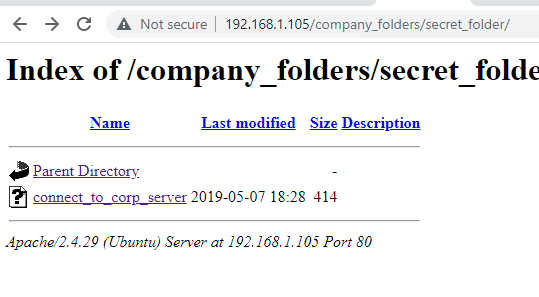 Not secure | 192.168.1.105/company_folders/secret_folder/
Index of /company_folders/secret_folde
Name Last modified Size Description
Parent Directory -
connect_to_corp_server 2019-05-07 18:28 414
Apache/2.4.29 (Ubuntu) Server at 192.168.1.105 Port 80